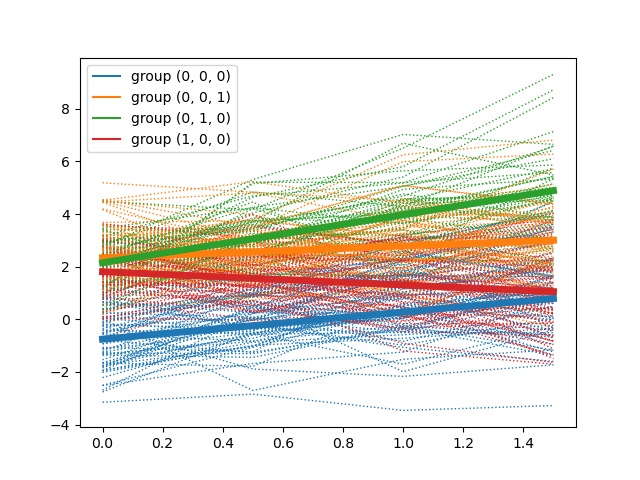 group (0, 0, 0)
group (0, 0, 1)
group (0, 1, 0)
group (1, 0, 0)
8
6
4
2
0
−2
−4
0.0 0.2 0.4 0.6 0.8 1.0 1.2 1.4